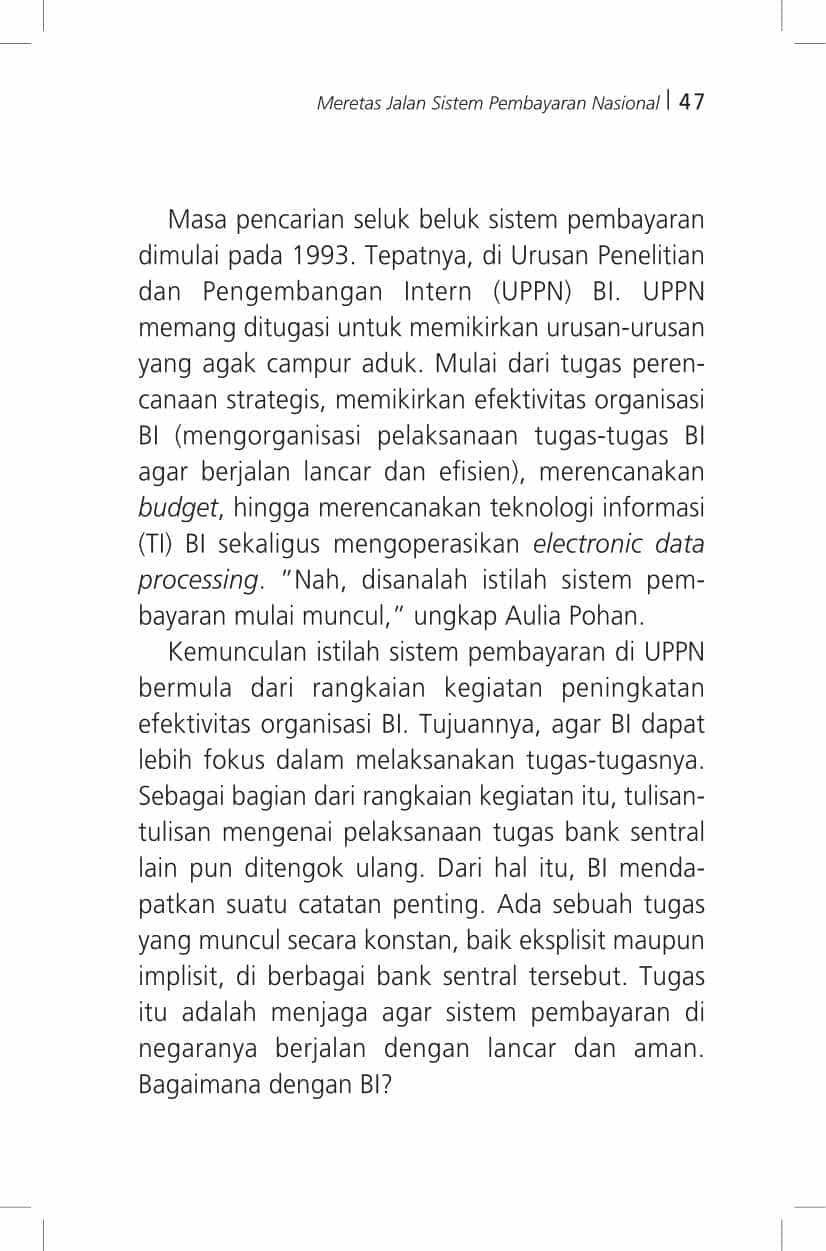 Meretas Jalan Sistem Pembayaran Nasional | 47
Masa pencarian seluk beluk sistem pembayaran
dimulai pada 1993. Tepatnya, di Urusan Penelitian
dan Pengembangan Intern (UPPN) BI. UPPN
memang ditugasi untuk memikirkan urusan-urusan
yang agak campur aduk. Mulai dari tugas peren-
canaan strategis, memikirkan efektivitas organisasi
BI (mengorganisasi pelaksanaan tugas-tugas BI
agar berjalan lancar dan efisien), merencanakan
budget, hingga merencanakan teknologi informasi
(TI) BI sekaligus mengoperasikan electronic data
processing. ”Nah, disanalah istilah sistem pem-
bayaran mulai muncul,” ungkap Aulia Pohan.
Kemunculan istilah sistem pembayaran di UPPN
bermula dari rangkaian kegiatan peningkatan
efektivitas organisasi BI. Tujuannya, agar BI dapat
lebih fokus dalam melaksanakan tugas-tugasnya.
Sebagai bagian dari rangkaian kegiatan itu, tulisan-
tulisan mengenai pelaksanaan tugas bank sentral
lain pun ditengok ulang. Dari hal itu, BI menda-
patkan suatu catatan penting. Ada sebuah tugas
yang muncul secara konstan, baik eksplisit maupun
implisit, di berbagai bank sentral tersebut. Tugas
itu adalah menjaga agar sistem pembayaran di
negaranya berjalan dengan lancar dan aman.
Bagaimana dengan BI?